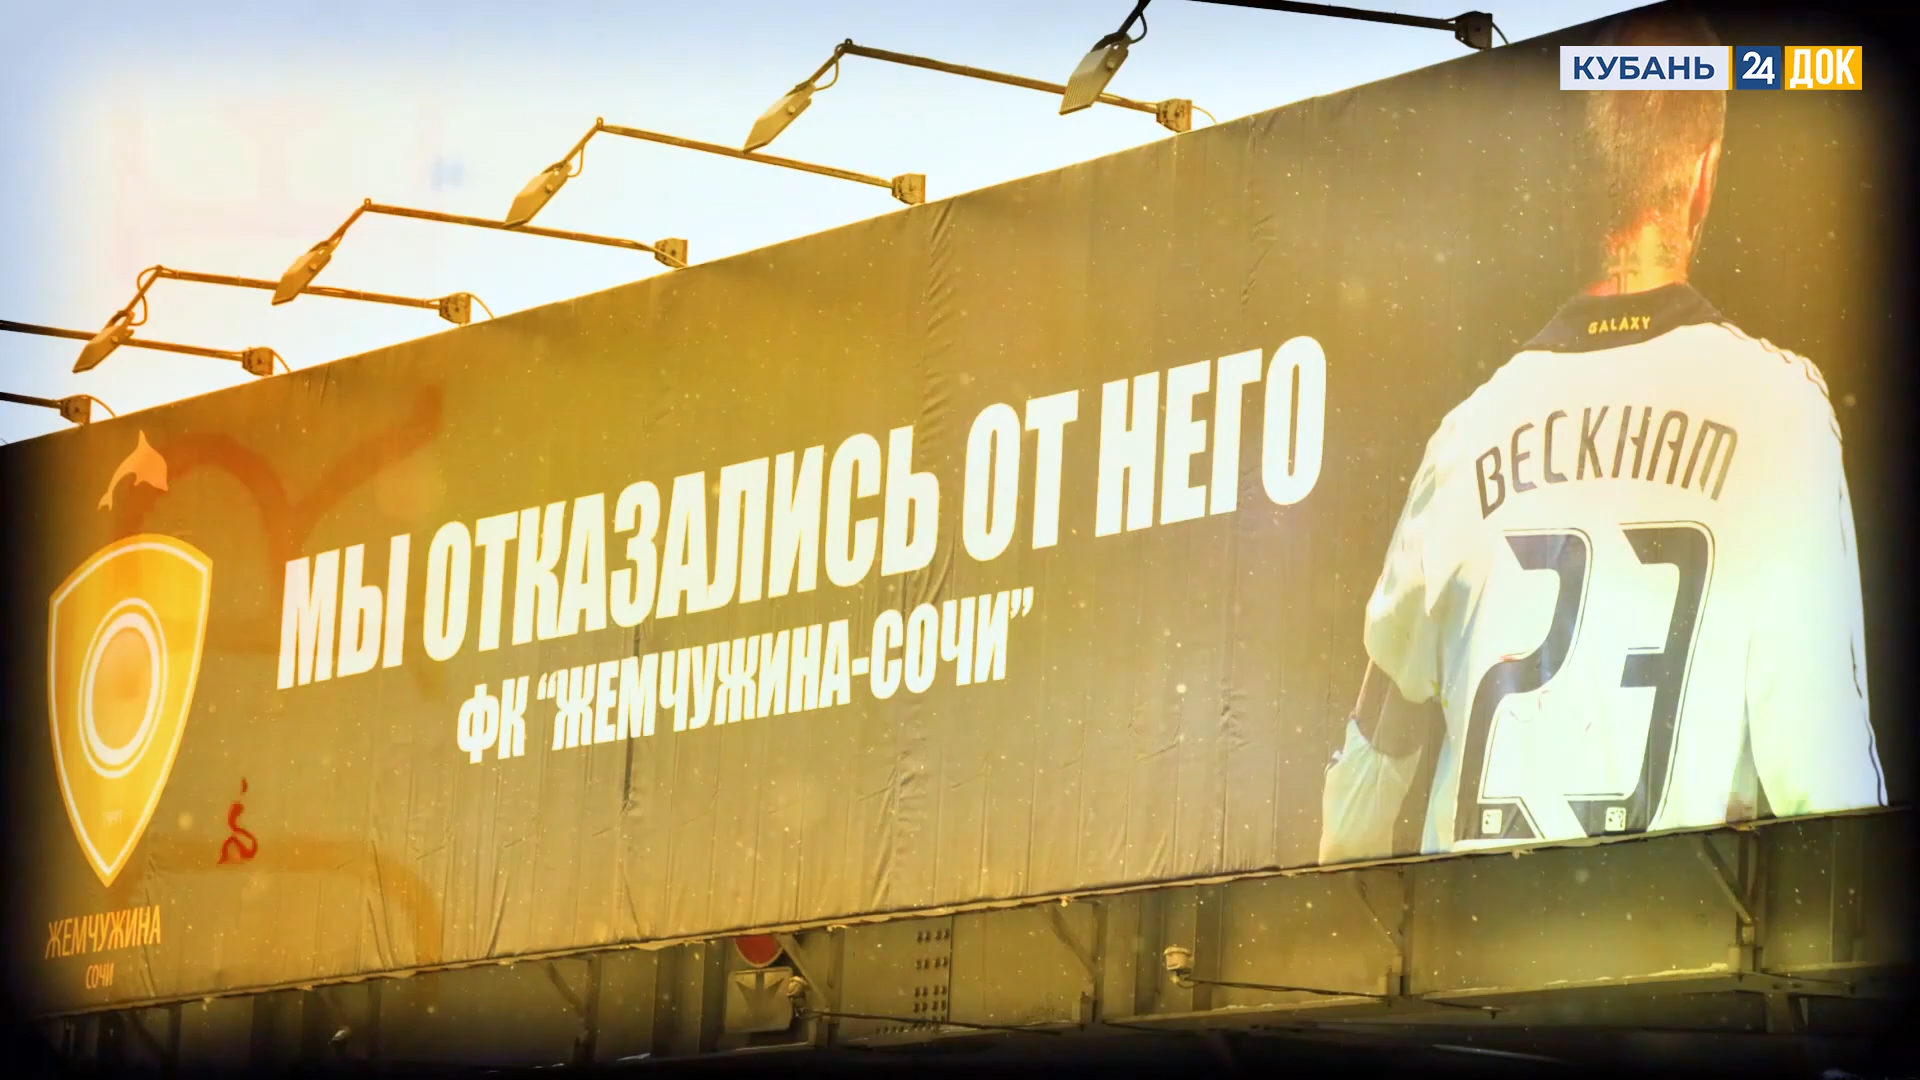 КУБАНЬ 24 ДОК
GALAXY
BECKHAM
23
МЫ ОТКАЗАЛИСЬ ОТ НЕГО
ФК “ЖЕМЧУЖИНА-СОЧИ”
ЖЕМЧУЖИНА
СОЧИ